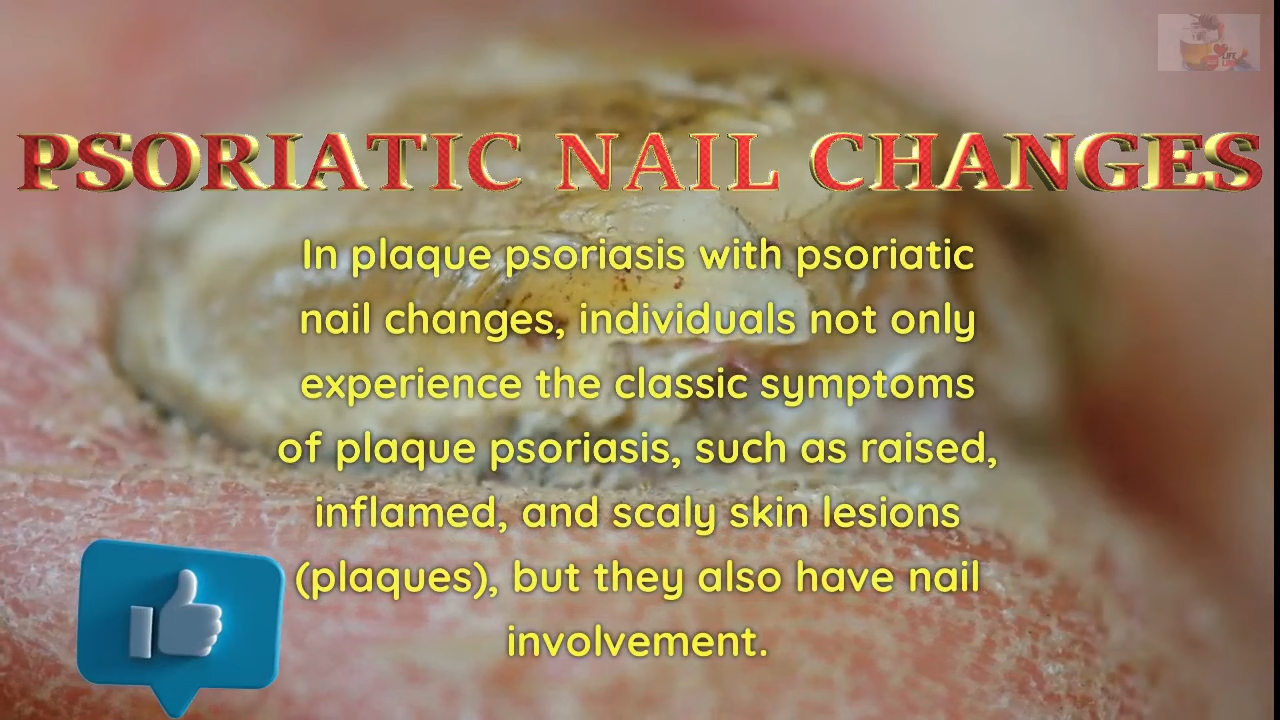 PSORIATIC NAIL CHANGES
In plaque psoriasis with psoriatic
nail changes, individuals not only
experience the classic symptoms
of plaque psoriasis, such as raised,
inflamed, and scaly skin lesions
(plaques), but they also have nail
involvement.